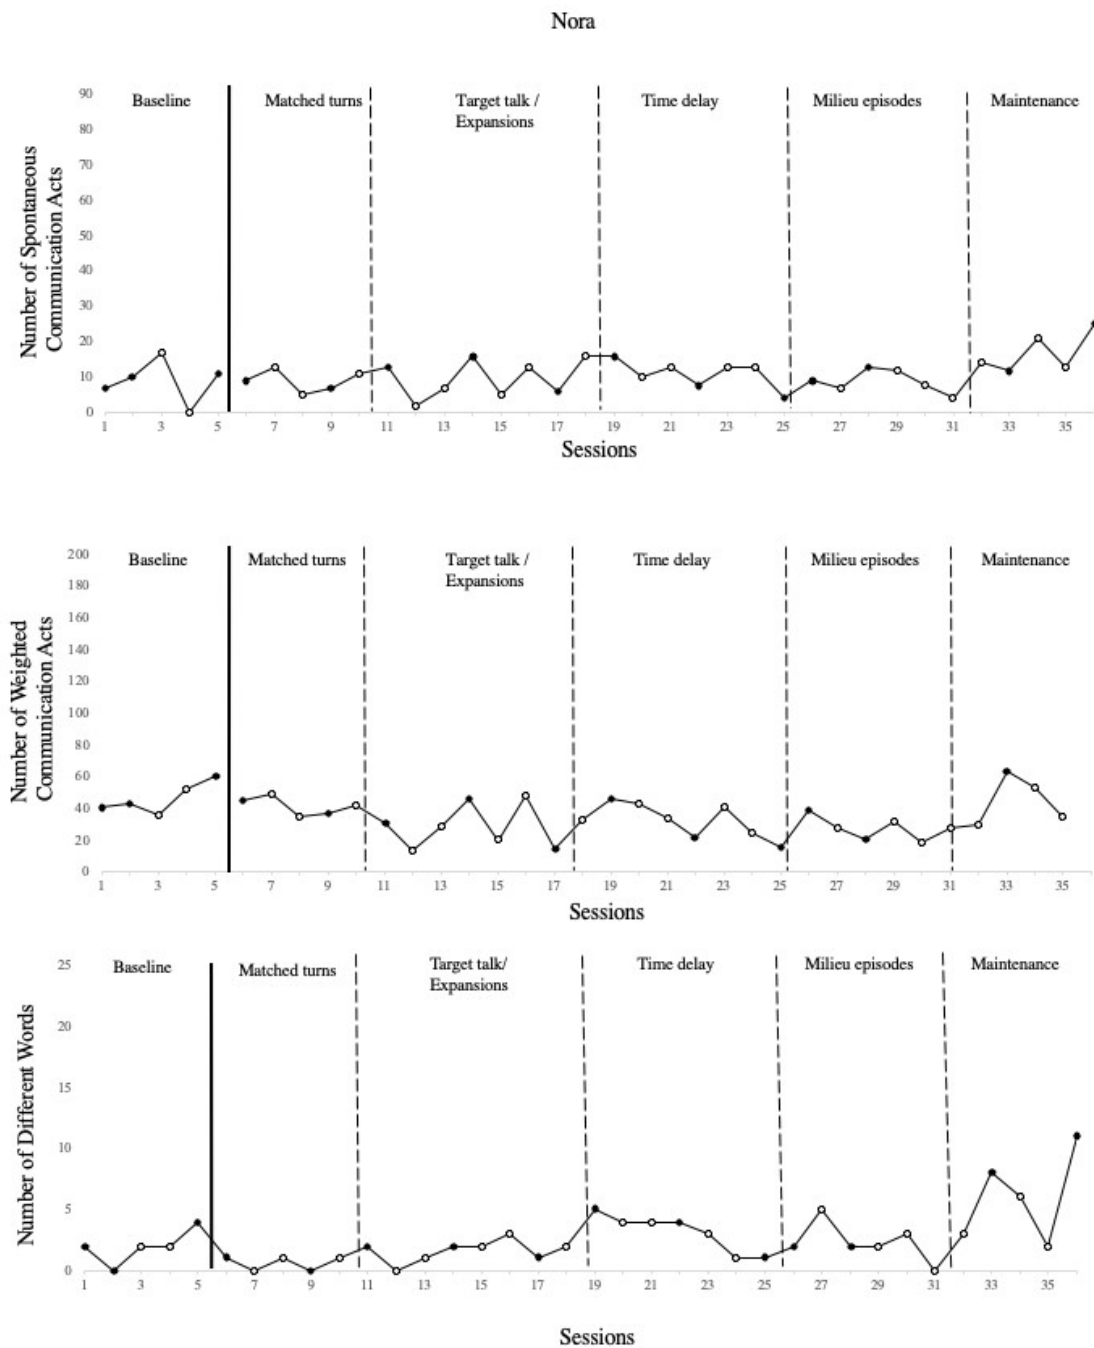 Nora
Number of Spontaneous
Communication Acts
Baseline Matched turns Target talk / Time delay Milieu episodes Maintenance
Expansions
90
80
70
60
50
40
30
20
10
0
1 3 5 7 9 11 13 15 17 19 21 23 25 27 29 31 33 35
Sessions
Number of Weighted
Communication Acts
Baseline Matched turns Target talk / Time delay Milieu episodes Maintenance
Expansions
200
180
160
140
120
100
80
60
40
20
0
1 3 5 7 9 11 13 15 17 19 21 23 25 27 29 31 33 35
Sessions
Number of Different Words
Baseline Matched turns Target talk/ Time delay Milieu episodes Maintenance
Expansions
25
20
15
10
5
0
1 3 5 7 9 11 13 15 17 19 21 23 25 27 29 31 33 35
Sessions